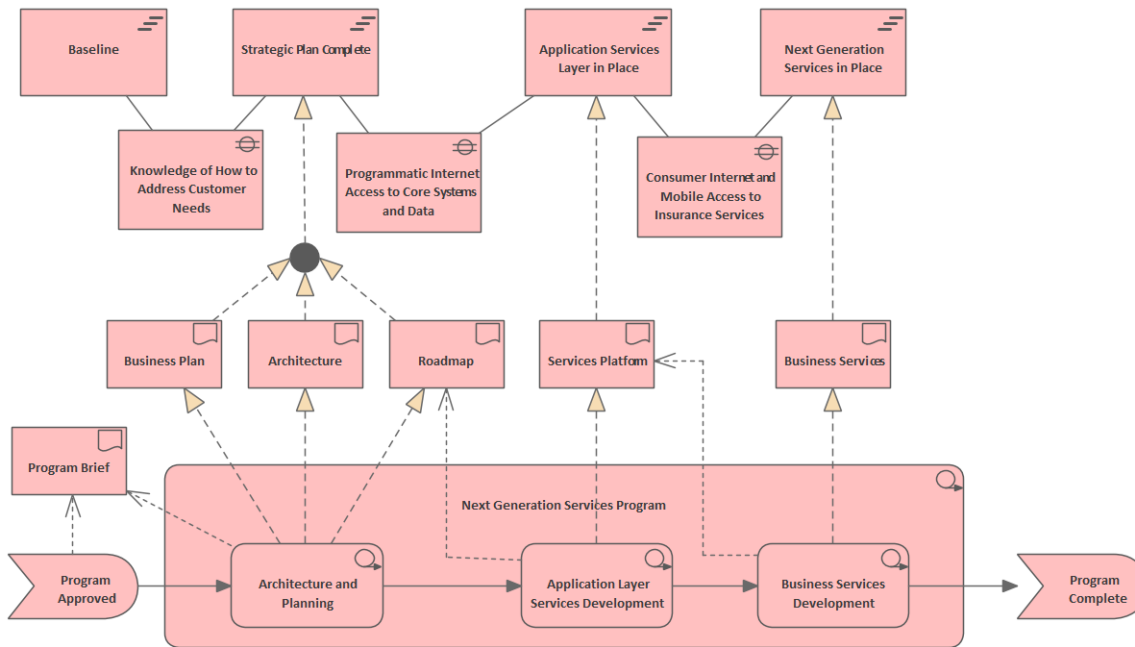 Baseline
Strategic Plan Complete
Application Services
Layer in Place
Next Generation
Services in Place
Knowledge of How to
Address Customer
Needs
Programmatic Internet
Access to Core Systems
and Data
Consumer Internet and
Mobile Access to
Insurance Services
Business Plan
Architecture
Roadmap
Services Platform
Business Services
Program Brief
Next Generation Services Program
Program
Approved
Architecture and
Planning
Application Layer
Services Development
Business Services
Development
Program
Complete